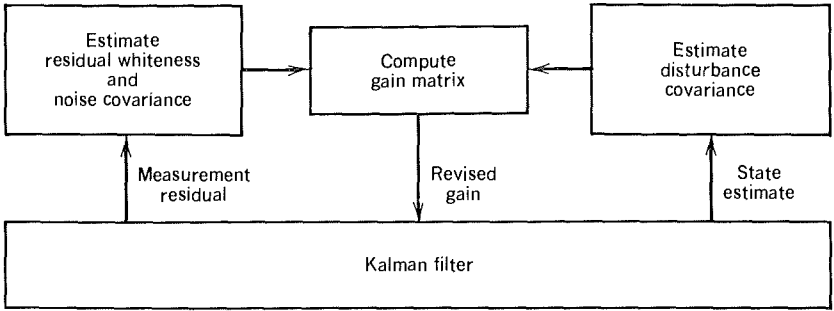 Estimate
residual whiteness
and
noise covariance
Compute
gain matrix
Estimate
disturbance
covariance
Measurement
residual
Revised
gain
State
estimate
Kalman filter